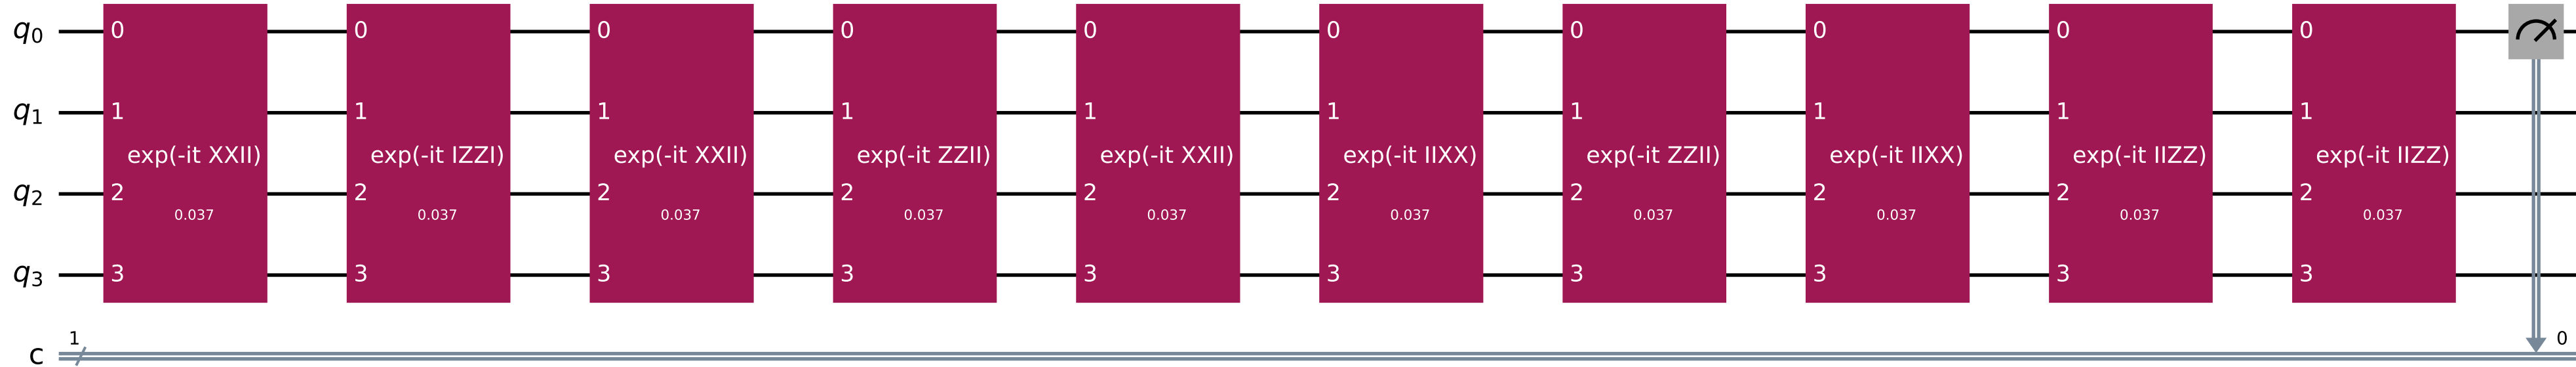 q0 0 0 0 0 0 0 0 0 0 0
q1 1 1 1 1 1 1 1 1 1 1
exp(-it XXII) exp(-it IZZI) exp(-it XXII) exp(-it ZZII) exp(-it XXII) exp(-it IIXX) exp(-it ZZII) exp(-it IIXX) exp(-it IIZZ) exp(-it IIZZ)
q2 2 2 2 2 2 2 2 2 2 2
0.037 0.037 0.037 0.037 0.037 0.037 0.037 0.037 0.037 0.037
q3 3 3 3 3 3 3 3 3 3 3
1 0
c